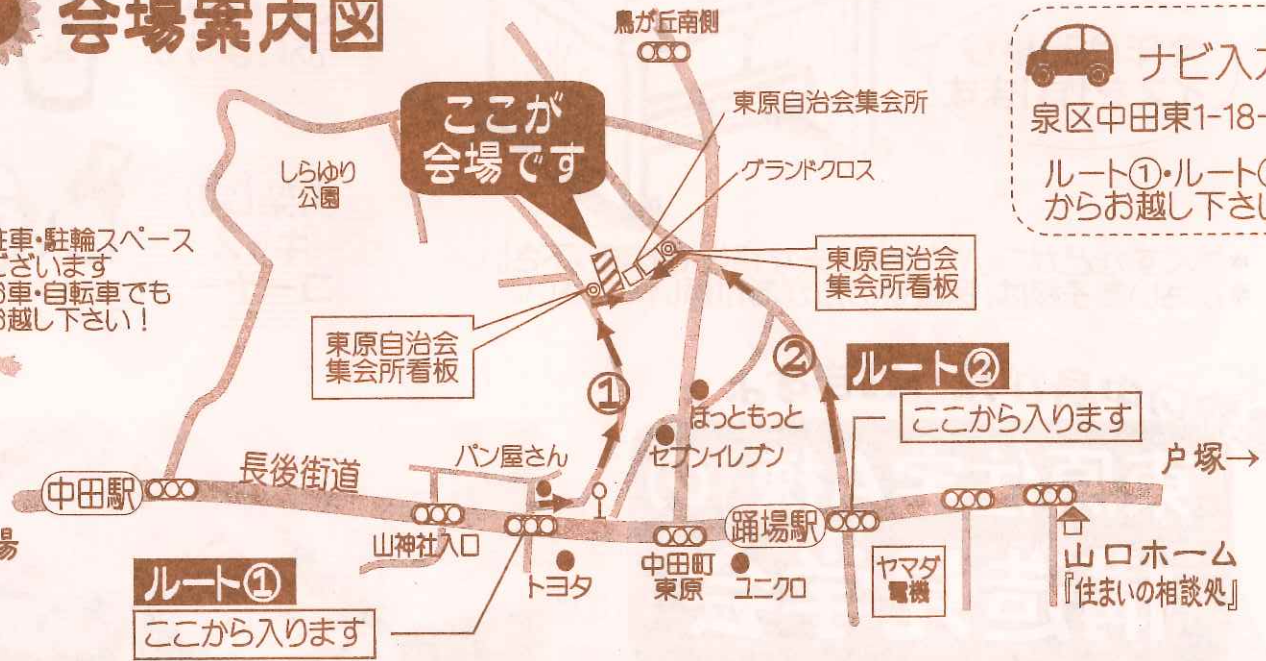 会場案内図
鳥が丘南側
ここが
会場です
東原自治会集会所
グランドクロス
しらゆり
公園
ナビ入
泉区中田東1-18-
ルート①・ルート
からお越し下さ
駐車・駐輪スペース
ございます
お車・自転車でも
お越し下さい！
東原自治会
集会所看板
東原自治会
集会所看板
①
②
ルート②
ここから入ります
ほっともっと
セブンイレブン
パン屋さん
長後街道
中田駅
戸塚→
山神社入口
トヨタ
中田町
東原
ユニクロ
踊場駅
ヤマダ
電機
山口ホーム
『住まいの相談処』
場
ルート①
ここから入ります